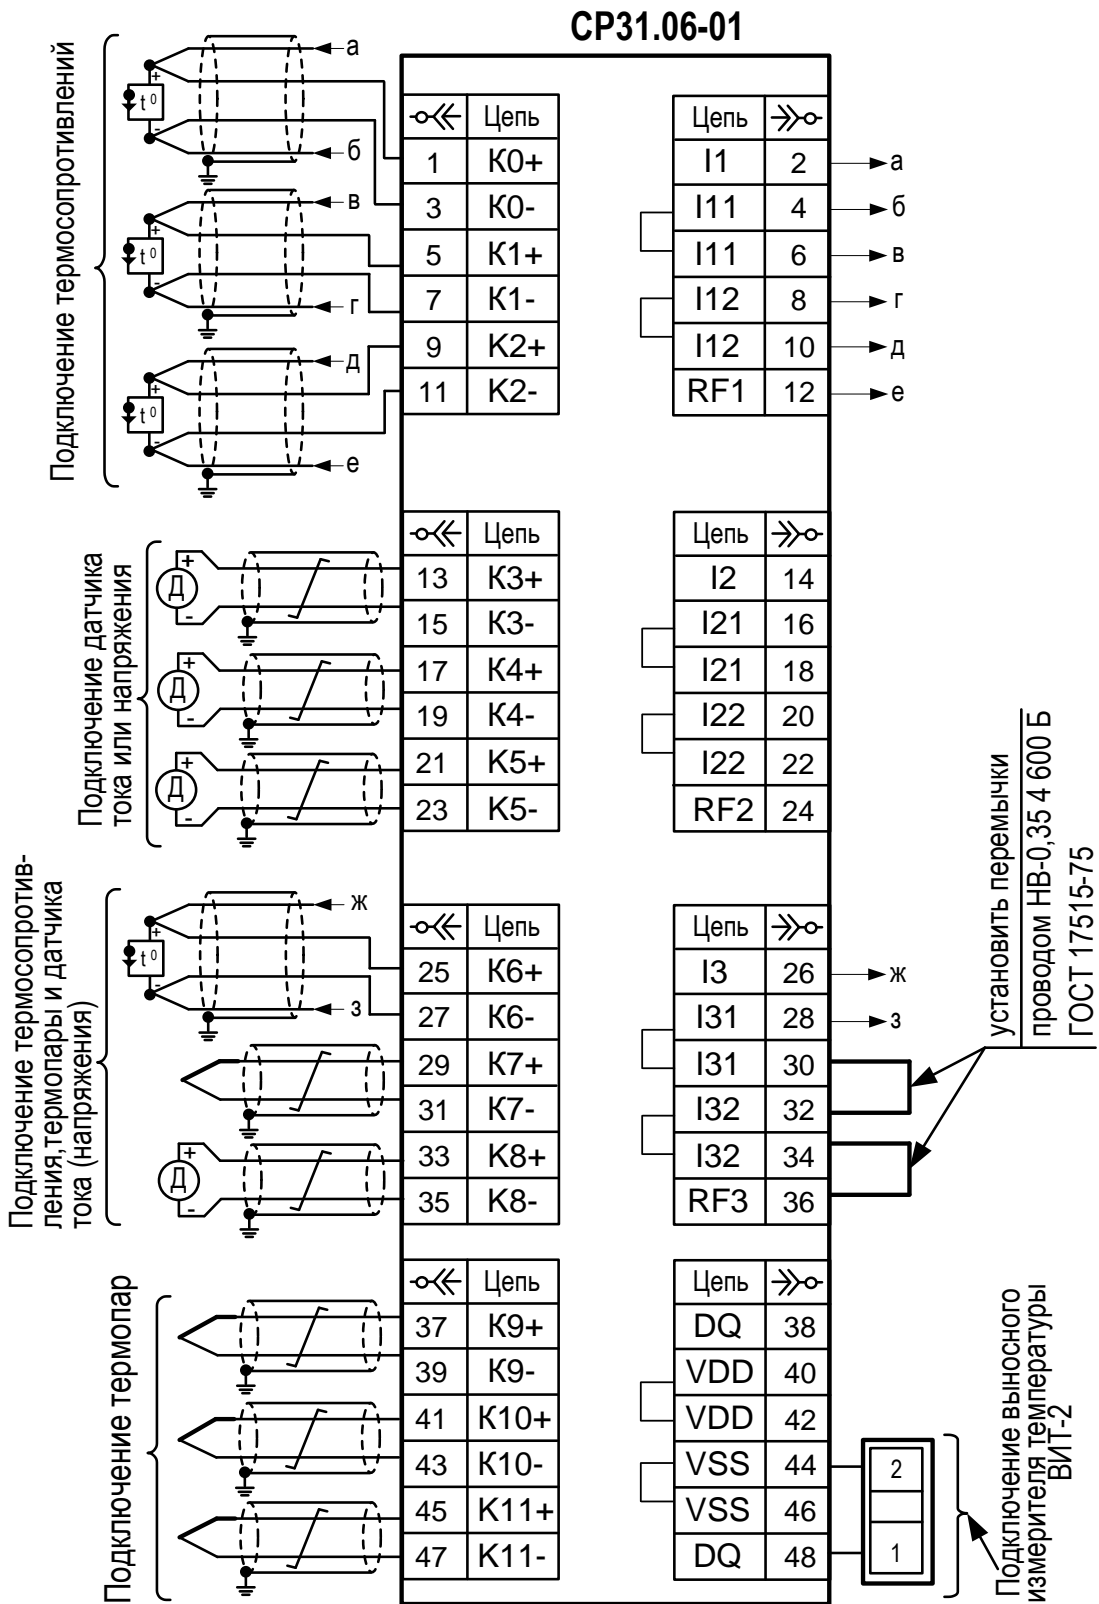 СР31.06-01
Подключение термосопротивлений
+
t 0
-
+
t 0
-
+
t 0
-
а
б
в
г
д
е
Цепь
1 К0+
3 К0-
5 К1+
7 К1-
9 К2+
11 К2-
Цепь
I1 2 а
I11 4 б
I11 6 в
I12 8 г
I12 10 д
RF1 12 е
Подключение датчика
тока или напряжения
+
Д
-
+
Д
-
+
Д
-
Цепь
13 К3+
15 К3-
17 К4+
19 К4-
21 К5+
23 К5-
Цепь
I2 14
I21 16
I21 18
I22 20
I22 22
RF2 24
Подключение термосопротив-
ления,термопары и датчика
тока (напряжения)
+
t 0
-
ж
з
+
Д
-
Цепь
25 К6+
27 К6-
29 К7+
31 К7-
33 К8+
35 К8-
Цепь
I3 26 ж
I31 28 з
I31 30
I32 32
I32 34
RF3 36
установить перемычки
проводом НВ-0,35 4 600 Б
ГОСТ 17515-75
Подключение термопар
Цепь
37 К9+
39 К9-
41 К10+
43 К10-
45 К11+
47 К11-
Цепь
DQ 38
VDD 40
VDD 42
VSS 44
VSS 46
DQ 48
2
1
Подключение выносного
измерителя температуры
ВИТ-2